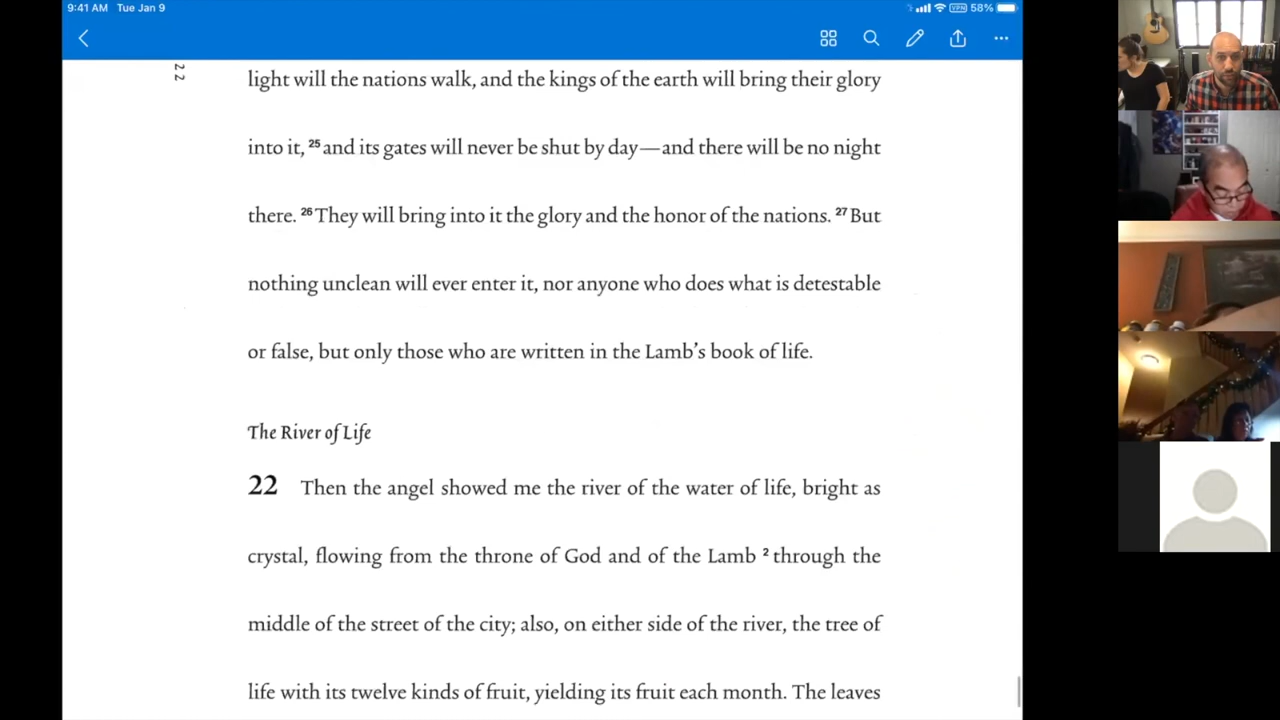 9:41 AM Tue Jan 9
VPN 58%
22
light will the nations walk, and the kings of the earth will bring their glory
into it, 25 and its gates will never be shut by day—and there will be no night
there. 26 They will bring into it the glory and the honor of the nations. 27 But
nothing unclean will ever enter it, nor anyone who does what is detestable
or false, but only those who are written in the Lamb’s book of life.
The River of Life
22 Then the angel showed me the river of the water of life, bright as
crystal, flowing from the throne of God and of the Lamb 2 through the
middle of the street of the city; also, on either side of the river, the tree of
life with its twelve kinds of fruit, yielding its fruit each month. The leaves